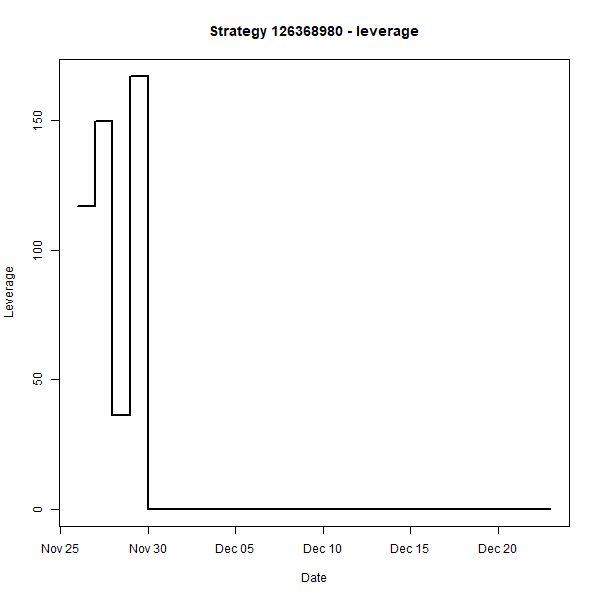 Strategy 126368980 - leverage
150
100
50
0
Leverage
Nov 25
Nov 30
Dec 05
Dec 10
Dec 15
Dec 20
Date